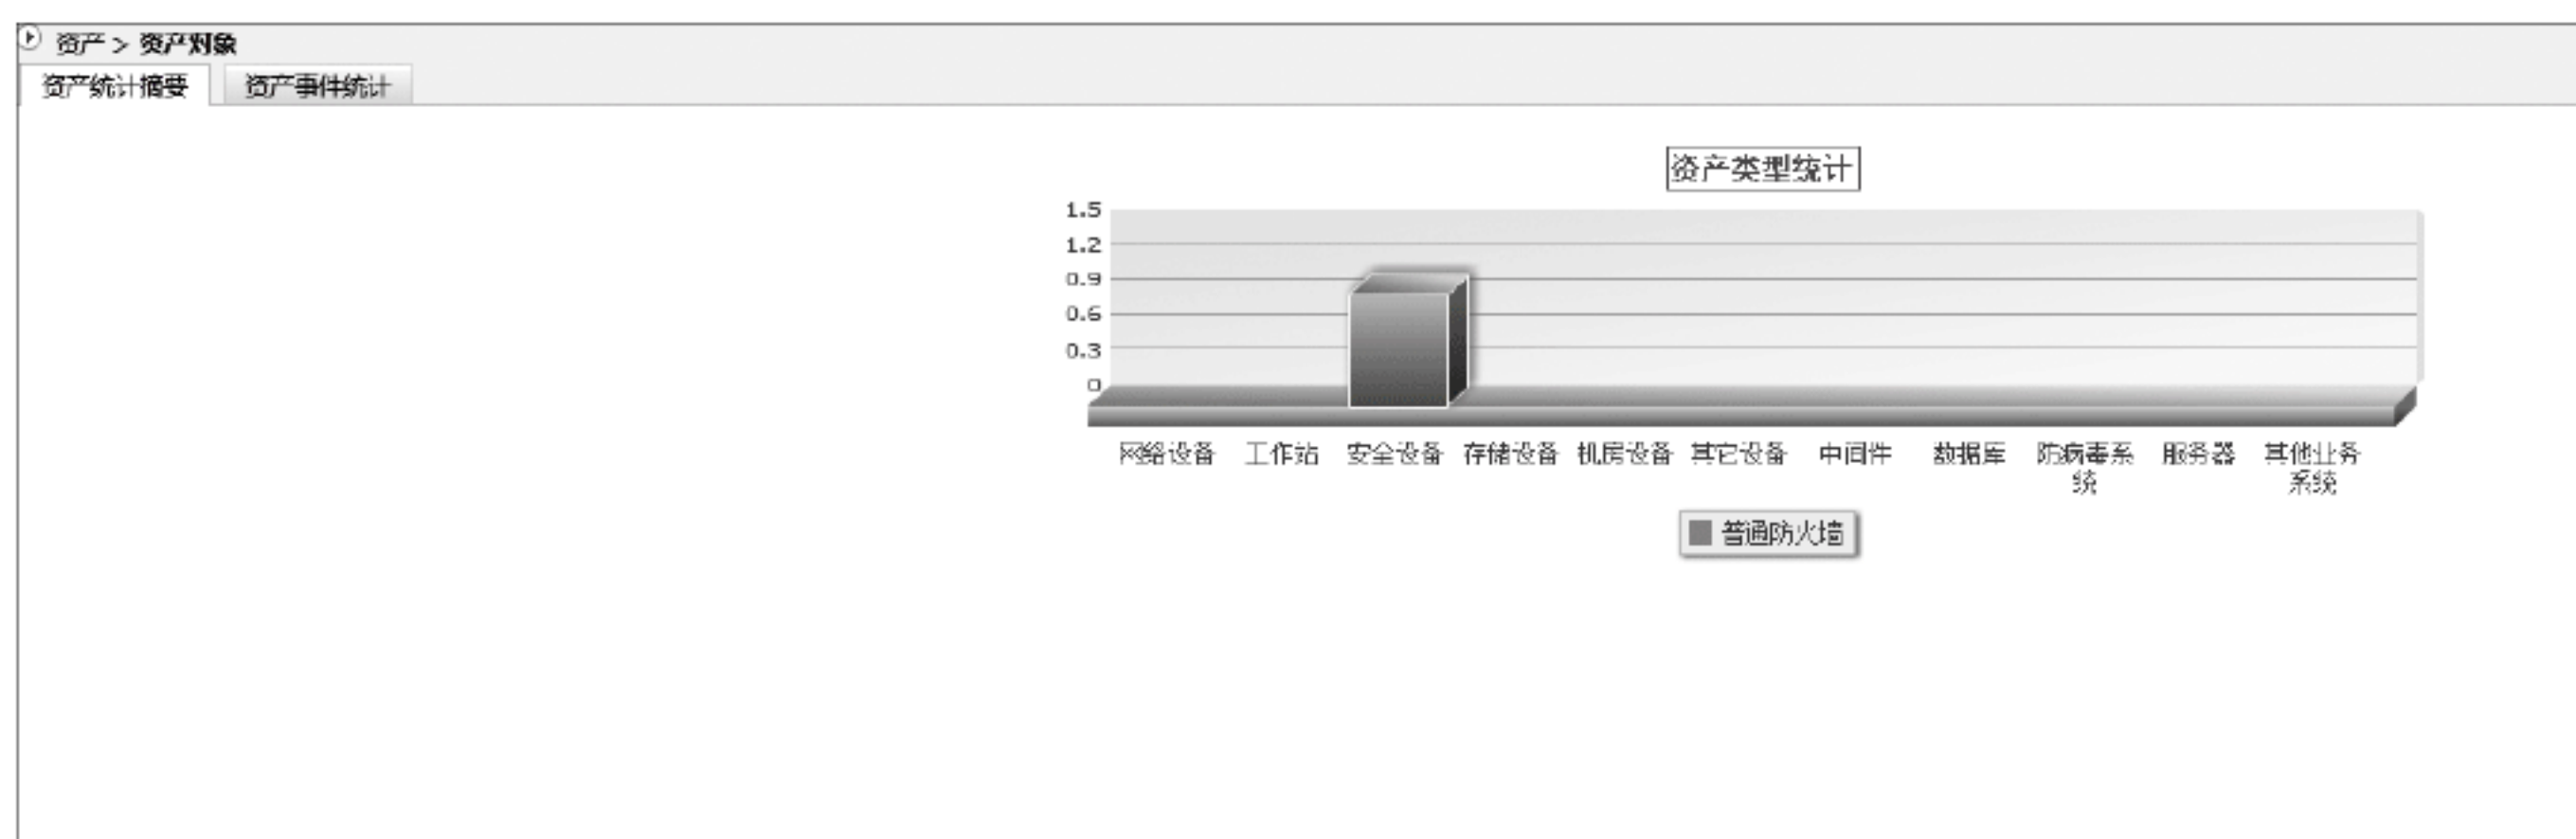 资产 > 资产对象
资产统计摘要 资产事件统计
资产类型统计
1.5
1.2
0.9
0.6
0.3
0
网络设备 工作站 安全设备 存储设备 机房设备 其它设备 中间件 数据库 防病毒系统 服务器 其他业务系统
普通防火墙